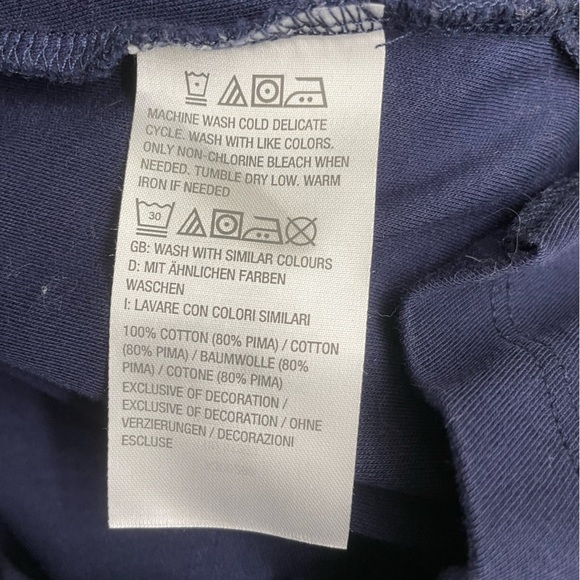 MACHINE WASH COLD DELICATE
CYCLE. WASH WITH LIKE COLORS.
ONLY NON-CHLORINE BLEACH WHEN
NEEDED. TUMBLE DRY LOW. WARM
IRON IF NEEDED
30
GB: WASH WITH SIMILAR COLOURS
D: MIT ÄHNLICHEN FARBEN
WASCHEN
I: LAVARE CON COLORI SIMILARI
100% COTTON (80% PIMA) / COTTON
(80% PIMA) / BAUMWOLLE (80%
PIMA) / COTONE (80% PIMA)
EXCLUSIVE OF DECORATION /
EXCLUSIVE OF DECORATION / OHNE
VERZIERUNGEN / DECORAZIONI
ESCLUSE